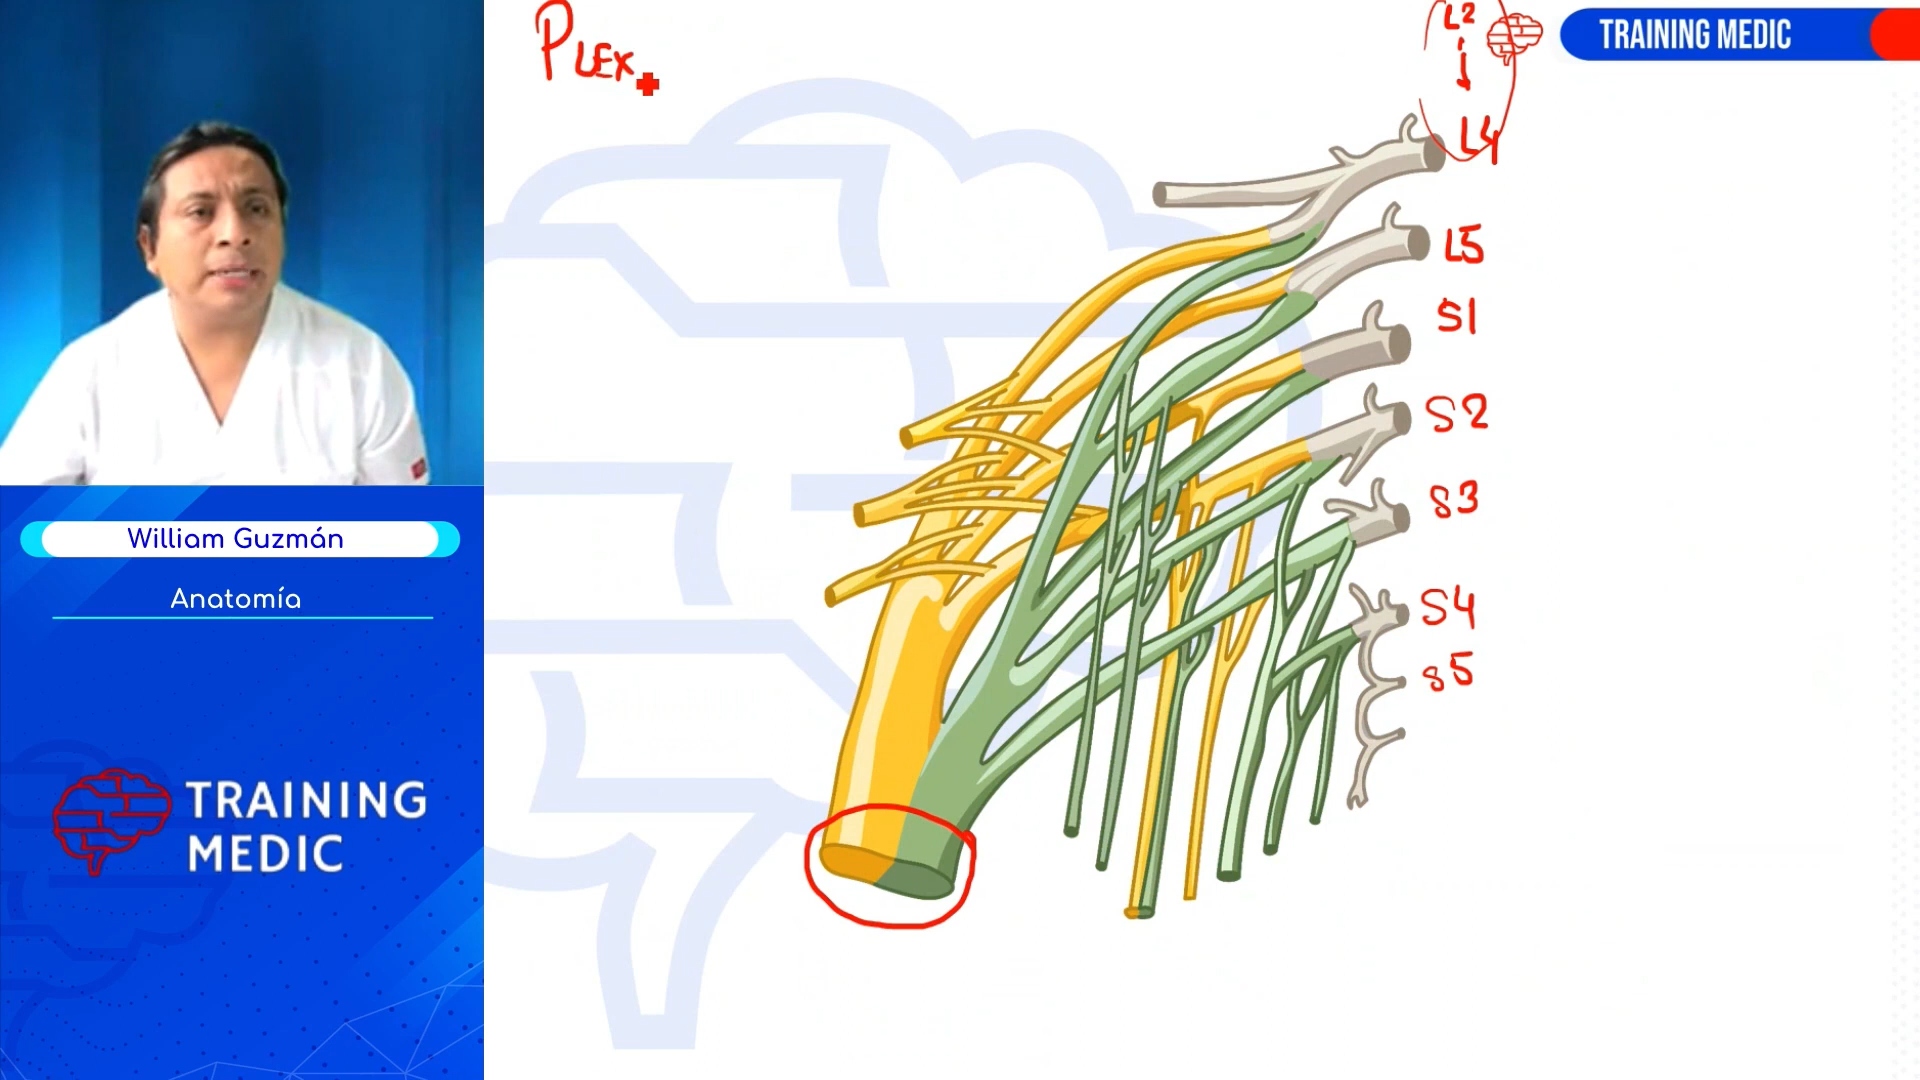 PLEX
L2
L4
TRAINING MEDIC
L5
S1
S2
S3
S4
S5
William Guzmán
Anatomía
TRAINING
MEDIC